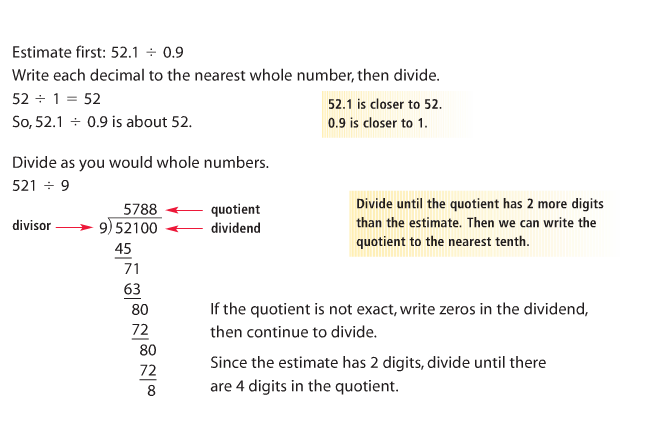 Estimate first: 52.1 ÷ 0.9
Write each decimal to the nearest whole number, then divide.
52 ÷ 1 = 52
So, 52.1 ÷ 0.9 is about 52.
52.1 is closer to 52.
0.9 is closer to 1.
Divide as you would whole numbers.
521 ÷ 9
5788 quotient
divisor 9)52100 dividend
45
71
63
80
72
80
72
8
Divide until the quotient has 2 more digits
than the estimate. Then we can write the
quotient to the nearest tenth.
If the quotient is not exact, write zeros in the dividend,
then continue to divide.
Since the estimate has 2 digits, divide until there
are 4 digits in the quotient.